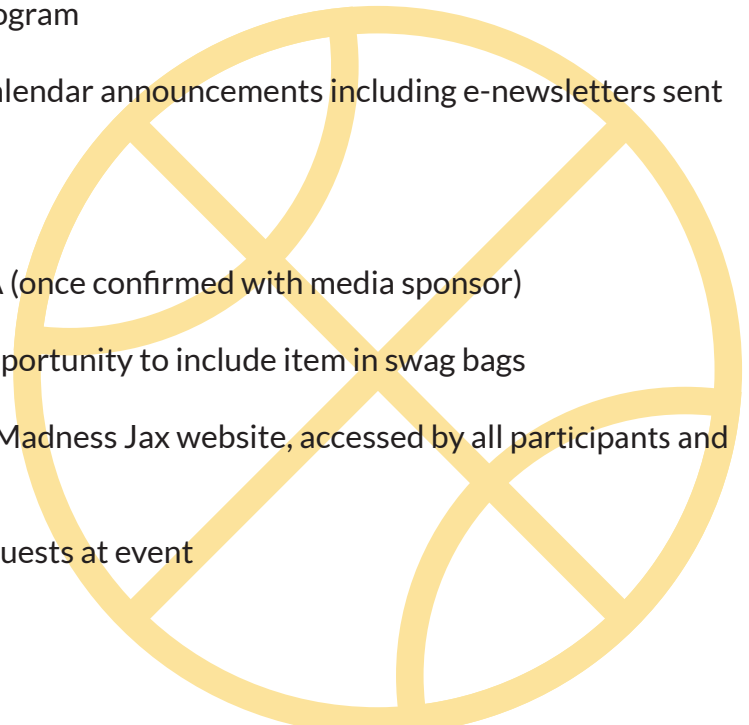 ogram
alendar announcements including e-newsletters sent
A (once confirmed with media sponsor)
portunity to include item in swag bags
Madness Jax website, accessed by all participants and
uests at event